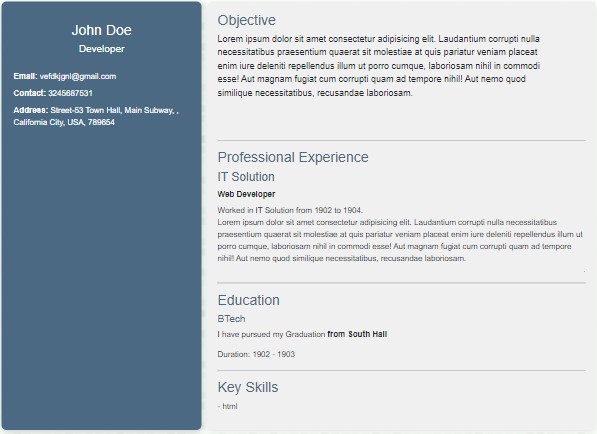 John Doe
Developer
Email: vefdkjgnl@gmail.com
Contact: 3245687531
Address: Street-53 Town Hall, Main Subway, ,
California City, USA, 789654
Objective
Lorem ipsum dolor sit amet consectetur adipisicing elit. Laudantium corrupti nulla
necessitatibus praesentium quaerat sit molestiae at quis pariatur veniam placeat
enim iure deleniti repellendus illum ut porro cumque, laboriosam nihil in commodi
esse! Aut magnam fugiat cum corrupti quam ad tempore nihil! Aut nemo quod
similique necessitatibus, recusandae laboriosam.
Professional Experience
IT Solution
Web Developer
Worked in IT Solution from 1902 to 1904.
Lorem ipsum dolor sit amet consectetur adipisicing elit. Laudantium corrupti nulla necessitatibus
praesentium quaerat sit molestiae at quis pariatur veniam placeat enim iure deleniti repellendus illum ut
porro cumque, laboriosam nihil in commodi esse! Aut magnam fugiat cum corrupti quam ad tempore
nihil! Aut nemo quod similique necessitatibus, recusandae laboriosam.
.
Education
BTech
I have pursued my Graduation from South Hall
Duration: 1902 - 1903
Key Skills
- html